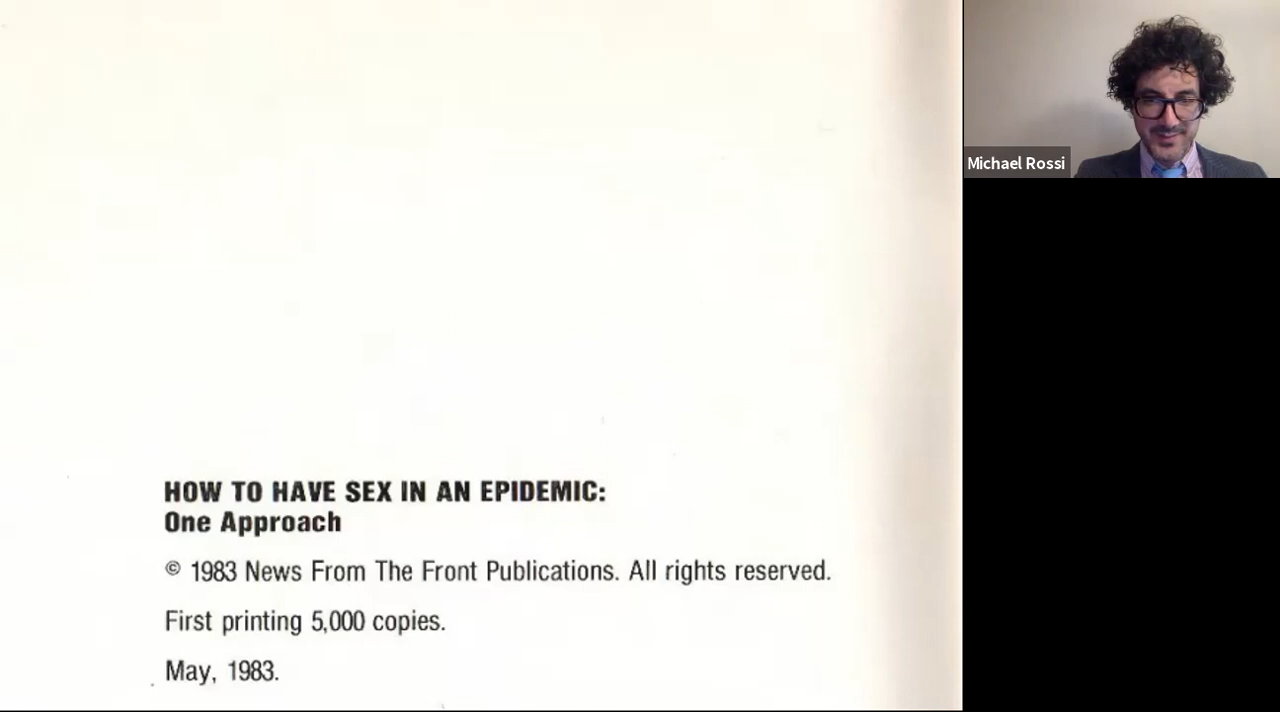 Michael Rossi
HOW TO HAVE SEX IN AN EPIDEMIC:
One Approach
© 1983 News From The Front Publications. All rights reserved.
First printing 5,000 copies.
May, 1983.